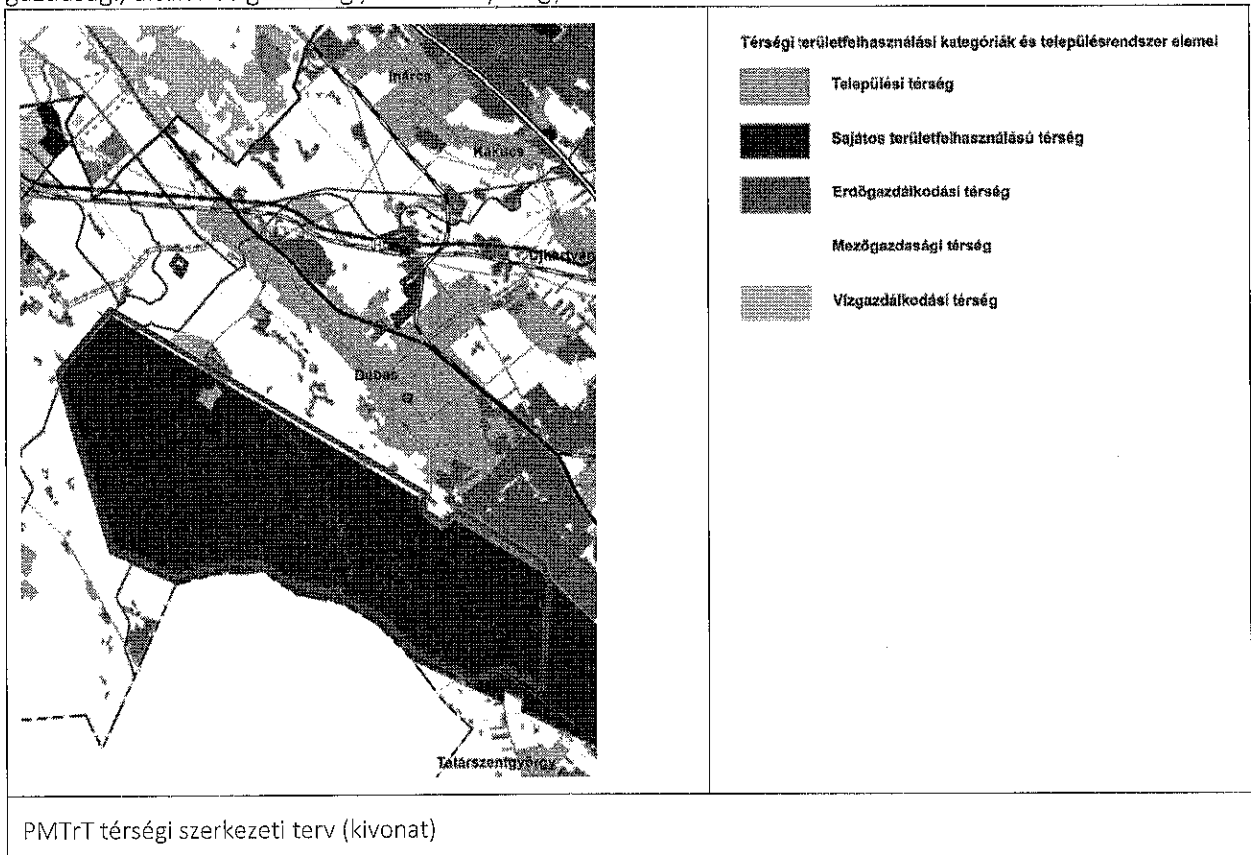 Térségi területfelhasználási kategóriák és településrendszer elemei
Települési térség
Sajátos területfelhasználású térség
Erdőgazdálkodási térség
Mezőgazdasági térség
Vízgazdálkodási térség
Inárcs
Kakucs
Újhartyán
Dabas
Tatárszentgyörgy
PMTrT térségi szerkezeti terv (kivonat)